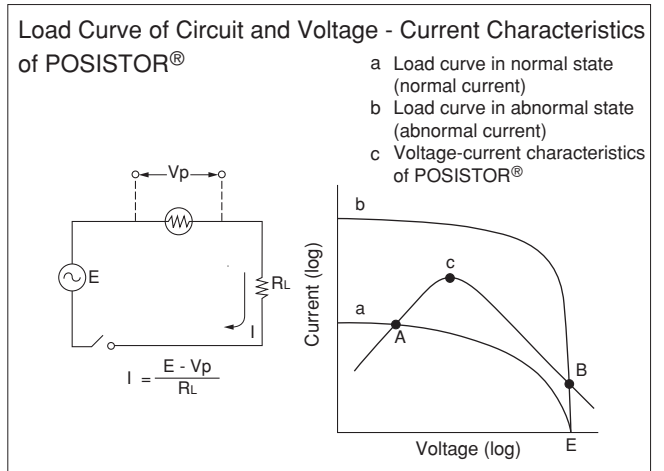 Load Curve of Circuit and Voltage - Current Characteristics
of POSISTOR®
a Load curve in normal state
(normal current)
b Load curve in abnormal state
(abnormal current)
c Voltage-current characteristics
of POSISTOR®
Vp
E
RL
I
I = E - Vp
RL
Current (log)
b
c
a
A
B
Voltage (log)
E